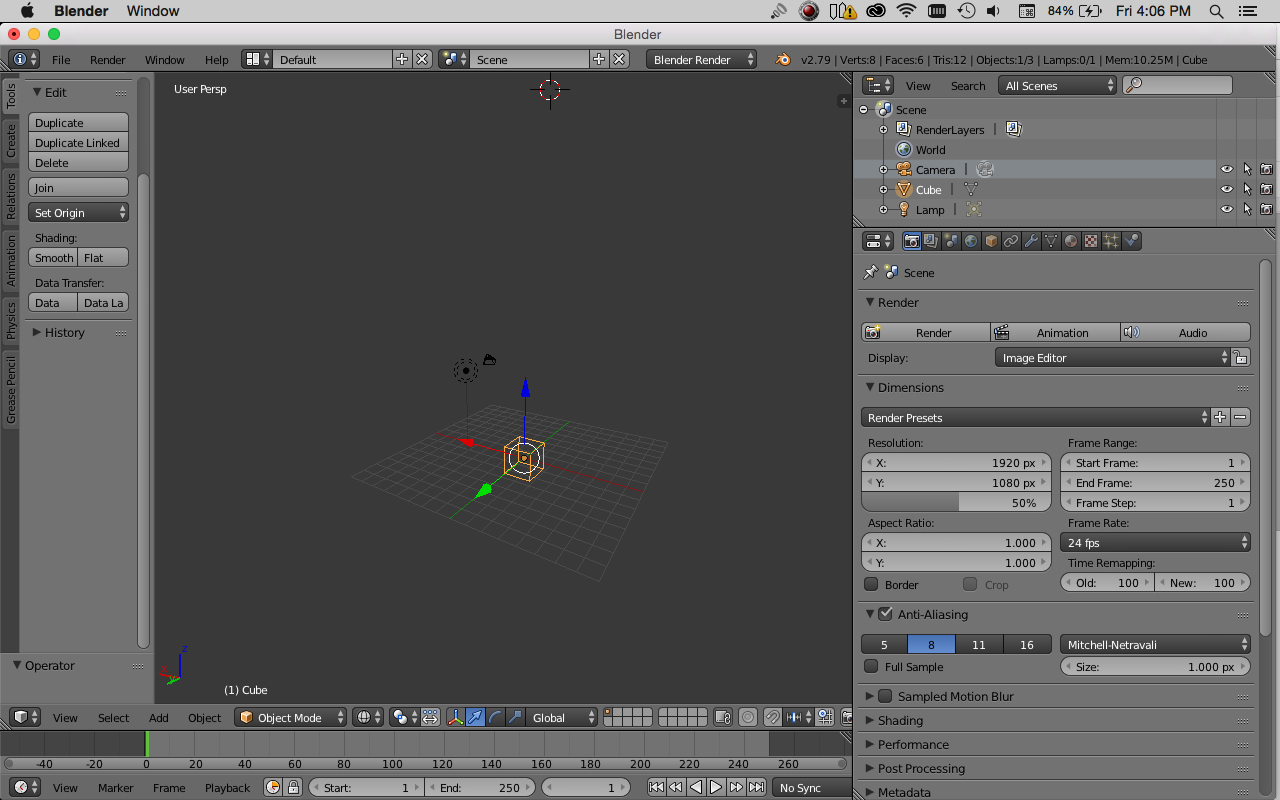 Blender Window 84% Fri 4:06 PM
Blender
File Render Window Help Default Scene Blender Render v2.79 | Verts:8 | Faces:6 | Tris:12 | Objects:1/3 | Lamps:0/1 | Mem:10.25M | Cube
Tools
Create
Relations
Animation
Physics
Grease Pencil
Edit
Duplicate
Duplicate Linked
Delete
Join
Set Origin
Shading:
Smooth Flat
Data Transfer:
Data Data La
History
Operator
User Persp
Z
X
Y
(1) Cube
View Select Add Object Object Mode Global
-40 -20 0 20 40 60 80 100 120 140 160 180 200 220 240 260
View Marker Frame Playback Start: 1 End: 250 1 No Sync
View Search All Scenes
Scene
RenderLayers |
World
Camera |
Cube |
Lamp |
Scene
Render
Render Animation Audio
Display: Image Editor
Dimensions
Render Presets
Resolution: Frame Range:
X: 1920 px Start Frame: 1
Y: 1080 px End Frame: 250
50% Frame Step: 1
Aspect Ratio: Frame Rate:
X: 1.000 24 fps
Y: 1.000 Time Remapping:
Border Crop Old: 100 New: 100
Anti-Aliasing
5 8 11 16 Mitchell-Netravali
Full Sample Size: 1.000 px
Sampled Motion Blur
Shading
Performance
Post Processing
Metadata